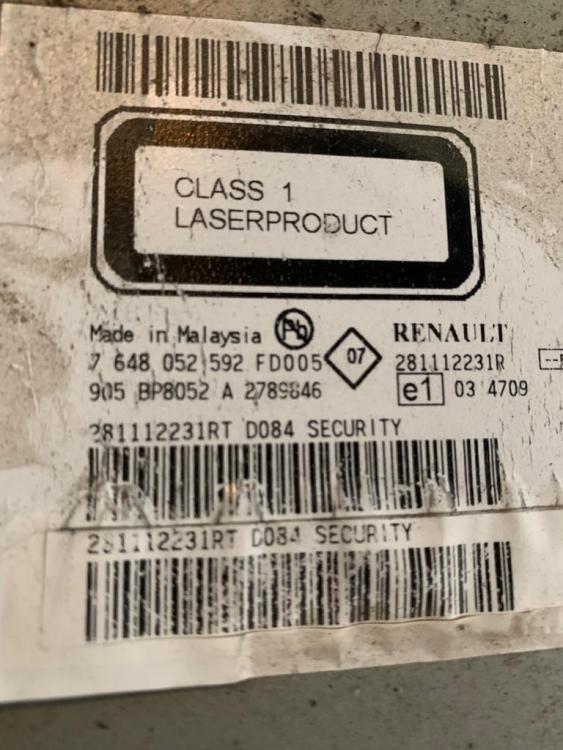 CLASS 1
LASERPRODUCT
Made in Malaysia Pb RENAULT
7 648 052 592 FD005 07 281112231R
905 BP8052 A e1 03 4709
281112231RT D084 SECURITY
281112231RT D084 SECURITY